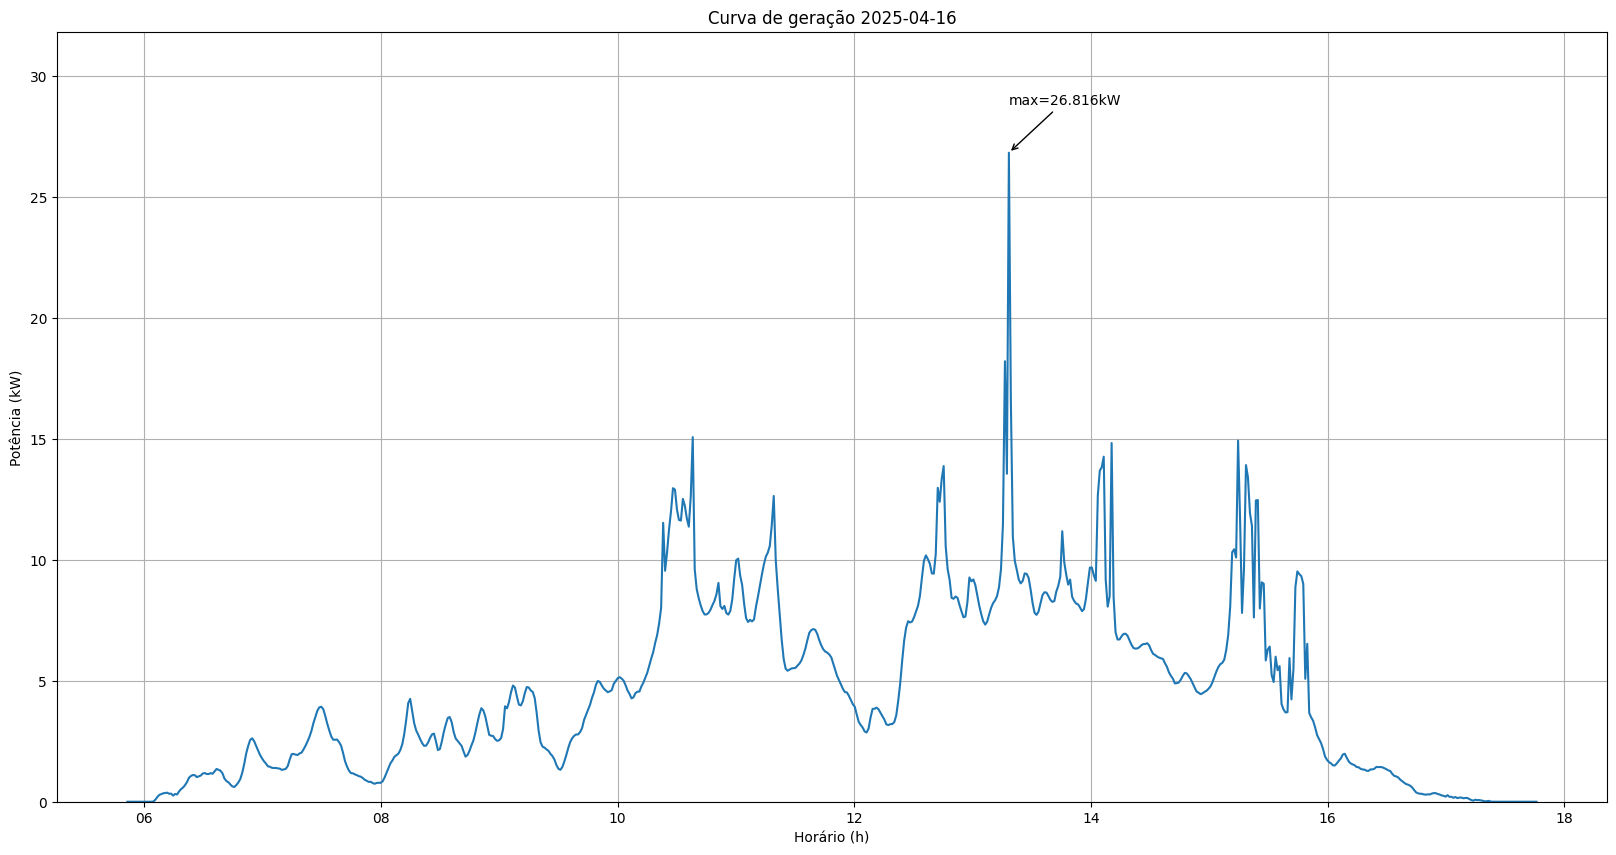 Curva de geração 2025-04-16
30
max=26.816kW
25
20
15
10
5
0
Potência (kW)
06 08 10 12 14 16 18
Horário (h)